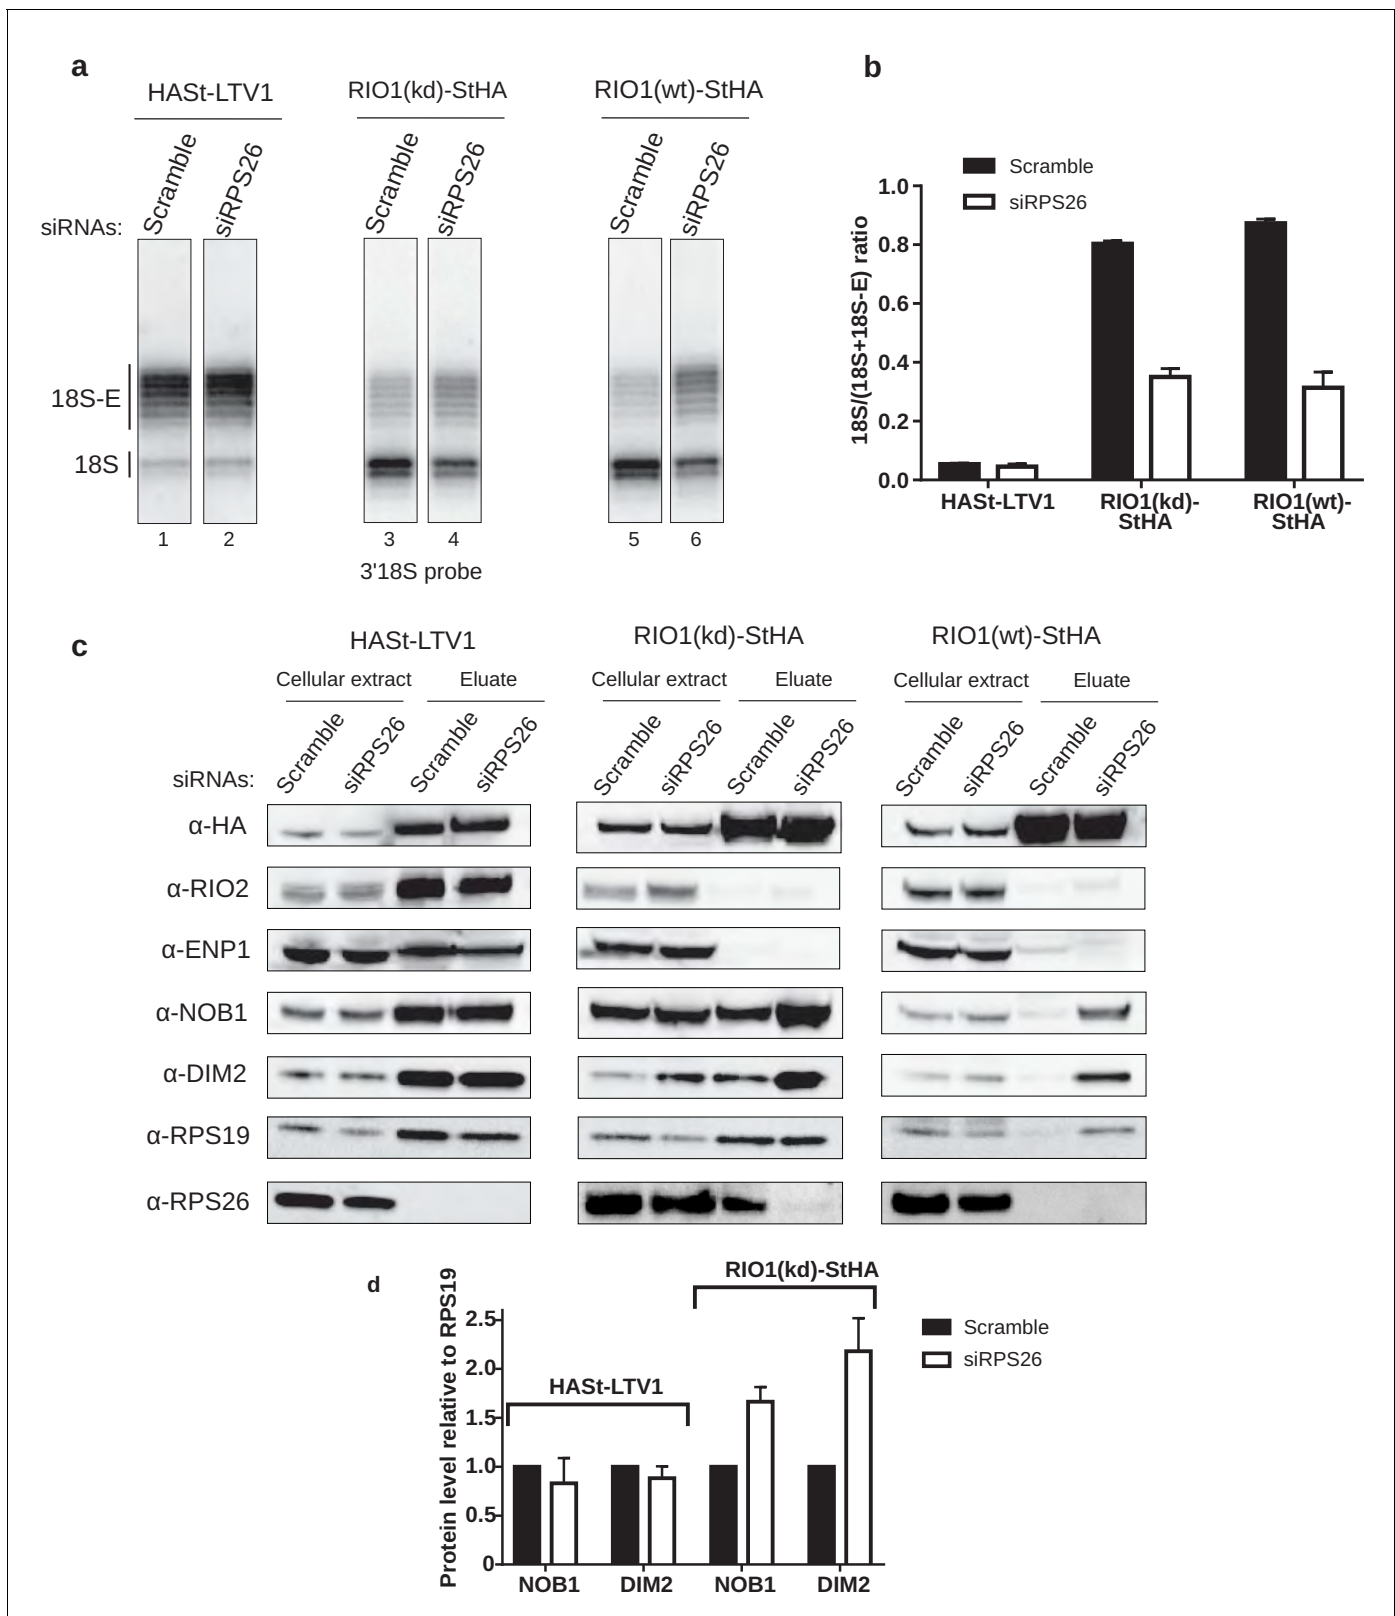 a
HASt-LTV1 RIO1(kd)-StHA RIO1(wt)-StHA
siRNAs: Scramble siRPS26 Scramble siRPS26 Scramble siRPS26
18S-E
18S
1 2 3 4 5 6
3'18S probe
b
Scramble
siRPS26
18S/(18S+18S-E) ratio
1.0
0.8
0.6
0.4
0.2
0.0
HASt-LTV1 RIO1(kd)- RIO1(wt)-
StHA StHA
c
HASt-LTV1 RIO1(kd)-StHA RIO1(wt)-StHA
Cellular extract Eluate Cellular extract Eluate Cellular extract Eluate
siRNAs: Scramble siRPS26 Scramble siRPS26 Scramble siRPS26 Scramble siRPS26 Scramble siRPS26 Scramble siRPS26
α-HA
α-RIO2
α-ENP1
α-NOB1
α-DIM2
α-RPS19
α-RPS26
d
Protein level relative to RPS19
RIO1(kd)-StHA
HASt-LTV1
Scramble
siRPS26
2.5
2.0
1.5
1.0
0.5
0
NOB1 DIM2 NOB1 DIM2